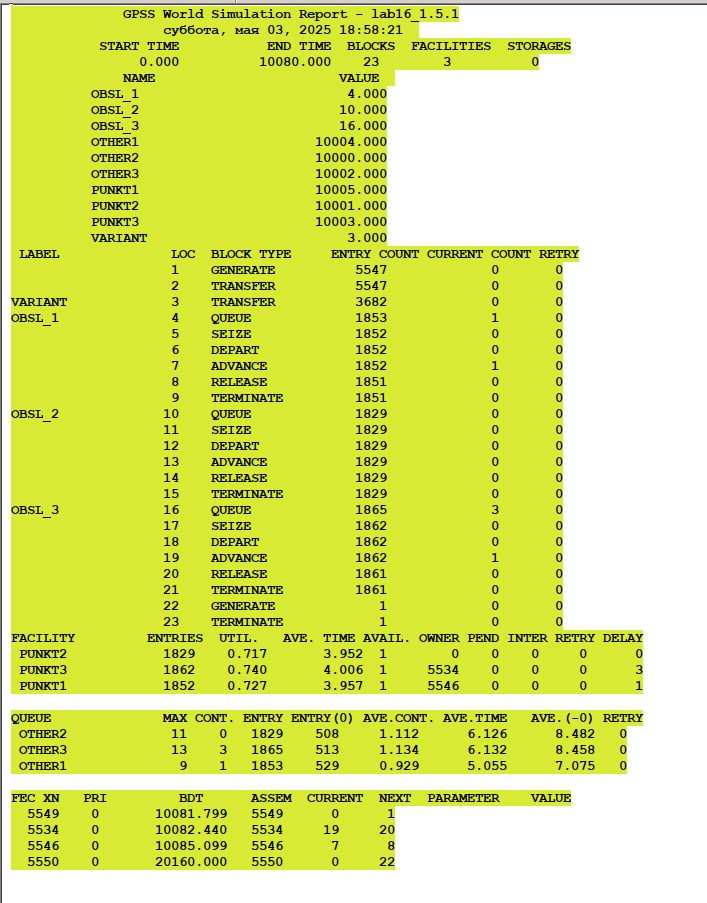 GPSS World Simulation Report - lab16_1.5.1
суббота, мая 03, 2025 18:58:21
START TIME END TIME BLOCKS FACILITIES STORAGES
0.000 10080.000 23 3 0
NAME VALUE
OBSL_1 4.000
OBSL_2 10.000
OBSL_3 16.000
OTHER1 10004.000
OTHER2 10000.000
OTHER3 10002.000
PUNKT1 10005.000
PUNKT2 10001.000
PUNKT3 10003.000
VARIANT 3.000
LABEL LOC BLOCK TYPE ENTRY COUNT CURRENT COUNT RETRY
1 GENERATE 5547 0 0
2 TRANSFER 5547 0 0
VARIANT 3 TRANSFER 3682 0 0
OBSL_1 4 QUEUE 1853 1 0
5 SEIZE 1852 0 0
6 DEPART 1852 0 0
7 ADVANCE 1852 1 0
8 RELEASE 1851 0 0
9 TERMINATE 1851 0 0
OBSL_2 10 QUEUE 1829 0 0
11 SEIZE 1829 0 0
12 DEPART 1829 0 0
13 ADVANCE 1829 0 0
14 RELEASE 1829 0 0
15 TERMINATE 1829 0 0
OBSL_3 16 QUEUE 1865 3 0
17 SEIZE 1862 0 0
18 DEPART 1862 0 0
19 ADVANCE 1862 1 0
20 RELEASE 1861 0 0
21 TERMINATE 1861 0 0
22 GENERATE 1 0 0
23 TERMINATE 1 0 0
FACILITY ENTRIES UTIL. AVE. TIME AVAIL. OWNER PEND INTER RETRY DELAY
PUNKT2 1829 0.717 3.952 1 0 0 0 0 0
PUNKT3 1862 0.740 4.006 1 5534 0 0 0 3
PUNKT1 1852 0.727 3.957 1 5546 0 0 0 1
QUEUE MAX CONT. ENTRY ENTRY(0) AVE.CONT. AVE.TIME AVE.(-0) RETRY
OTHER2 11 0 1829 508 1.112 6.126 8.482 0
OTHER3 13 3 1865 513 1.134 6.132 8.458 0
OTHER1 9 1 1853 529 0.929 5.055 7.075 0
FEC XN PRI BDT ASSEM CURRENT NEXT PARAMETER VALUE
5549 0 10081.799 5549 0 1
5534 0 10082.440 5534 19 20
5546 0 10085.099 5546 7 8
5550 0 20160.000 5550 0 22